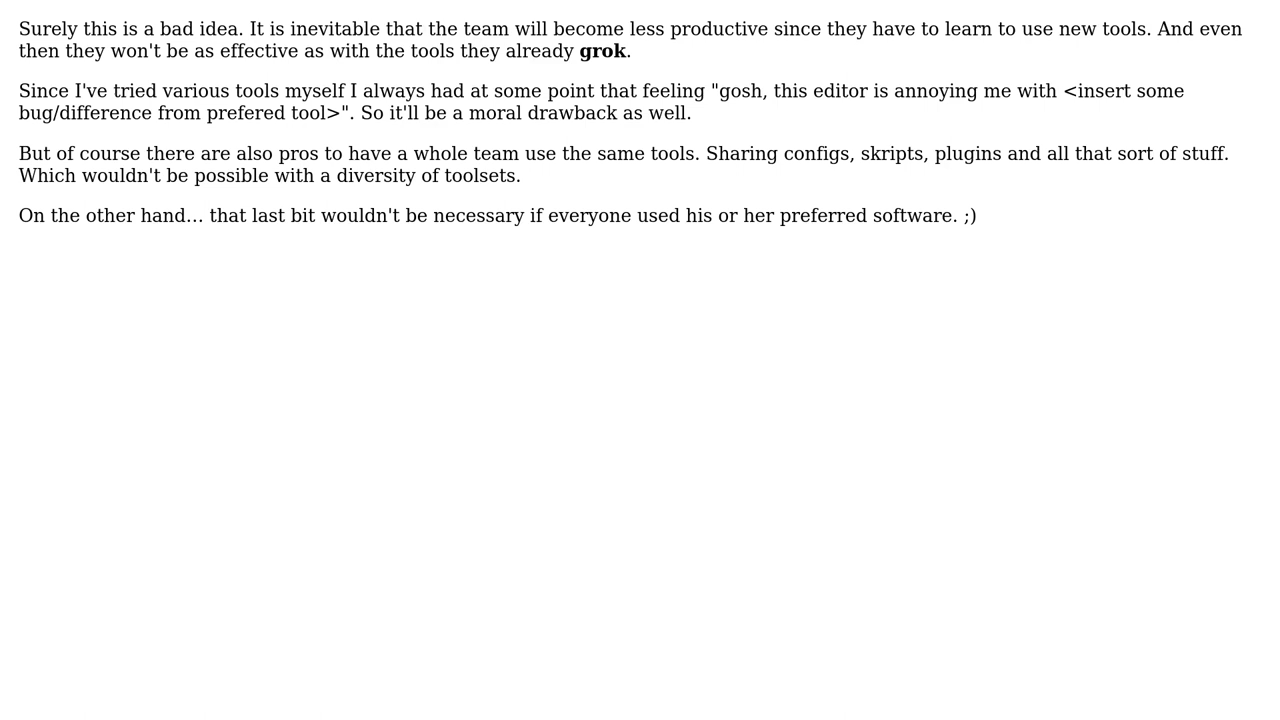 Surely this is a bad idea. It is inevitable that the team will become less productive since they have to learn to use new tools. And even
then they won't be as effective as with the tools they already grok.
Since I've tried various tools myself I always had at some point that feeling "gosh, this editor is annoying me with <insert some
bug/difference from prefered tool>". So it'll be a moral drawback as well.
But of course there are also pros to have a whole team use the same tools. Sharing configs, skripts, plugins and all that sort of stuff.
Which wouldn't be possible with a diversity of toolsets.
On the other hand… that last bit wouldn't be necessary if everyone used his or her preferred software. ;)